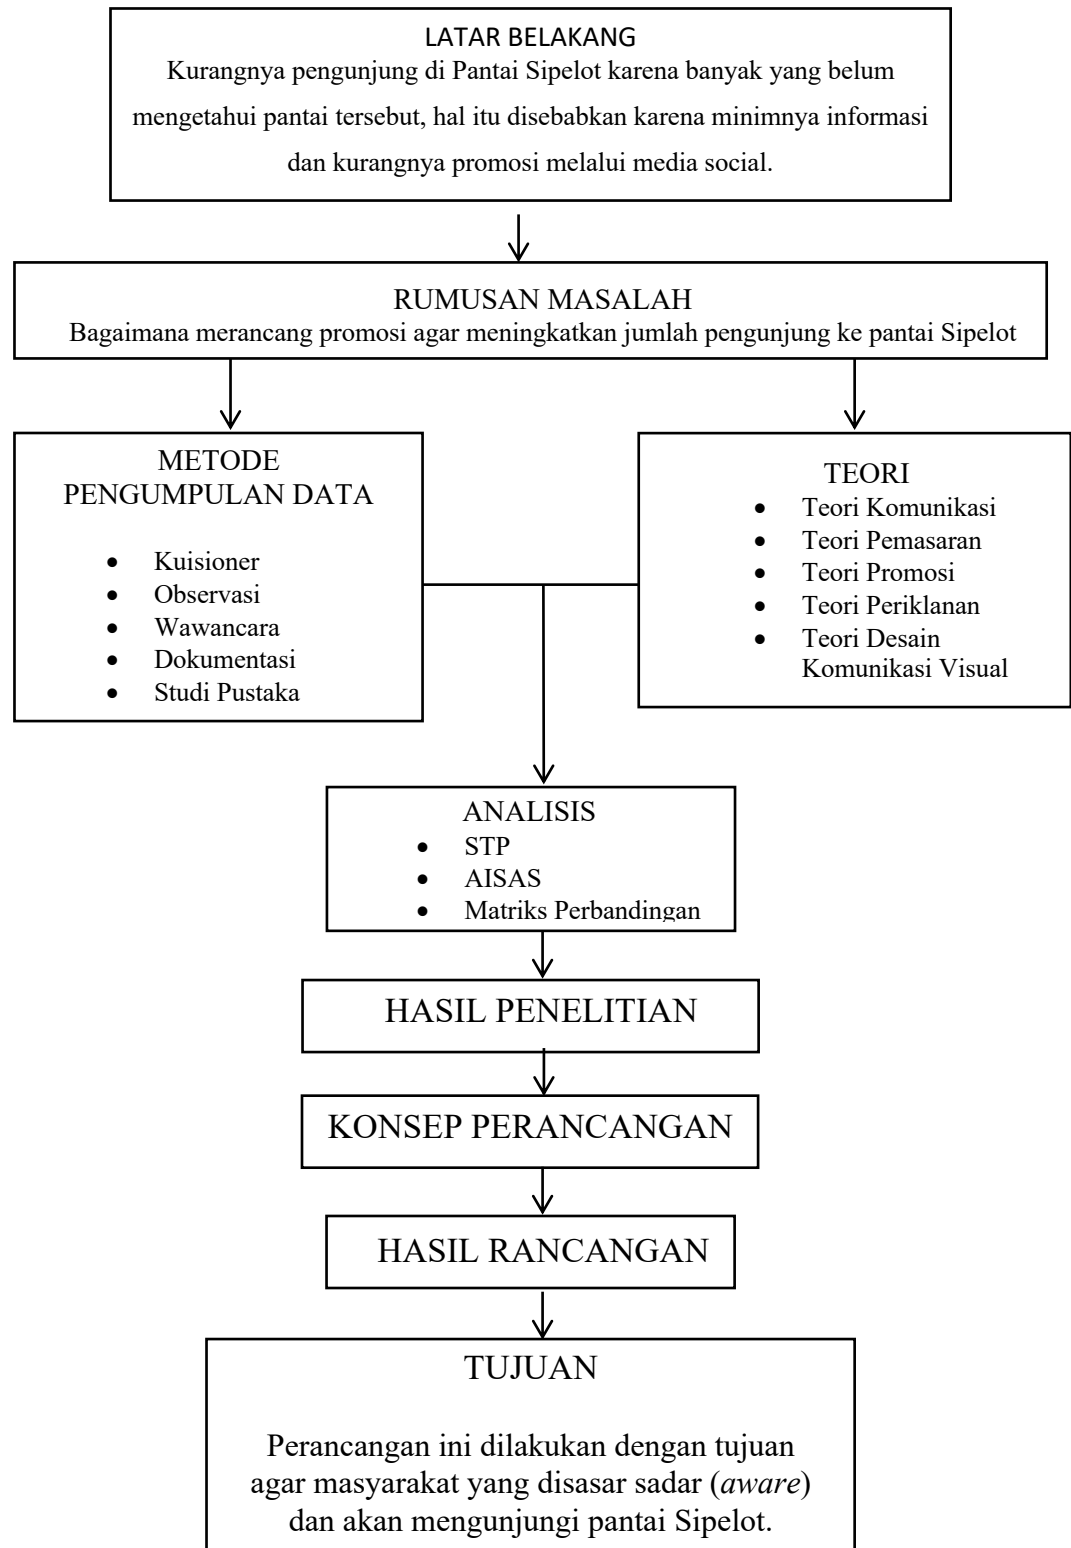 LATAR BELAKANG
Kurangnya pengunjung di Pantai Sipelot karena banyak yang belum
mengetahui pantai tersebut, hal itu disebabkan karena minimnya informasi
dan kurangnya promosi melalui media social.
RUMUSAN MASALAH
Bagaimana merancang promosi agar meningkatkan jumlah pengunjung ke pantai Sipelot
METODE
PENGUMPULAN DATA
• Kuisioner
• Observasi
• Wawancara
• Dokumentasi
• Studi Pustaka
TEORI
• Teori Komunikasi
• Teori Pemasaran
• Teori Promosi
• Teori Periklanan
• Teori Desain
Komunikasi Visual
ANALISIS
• STP
• AISAS
• Matriks Perbandingan
HASIL PENELITIAN
KONSEP PERANCANGAN
HASIL RANCANGAN
TUJUAN
Perancangan ini dilakukan dengan tujuan
agar masyarakat yang disasar sadar (aware)
dan akan mengunjungi pantai Sipelot.